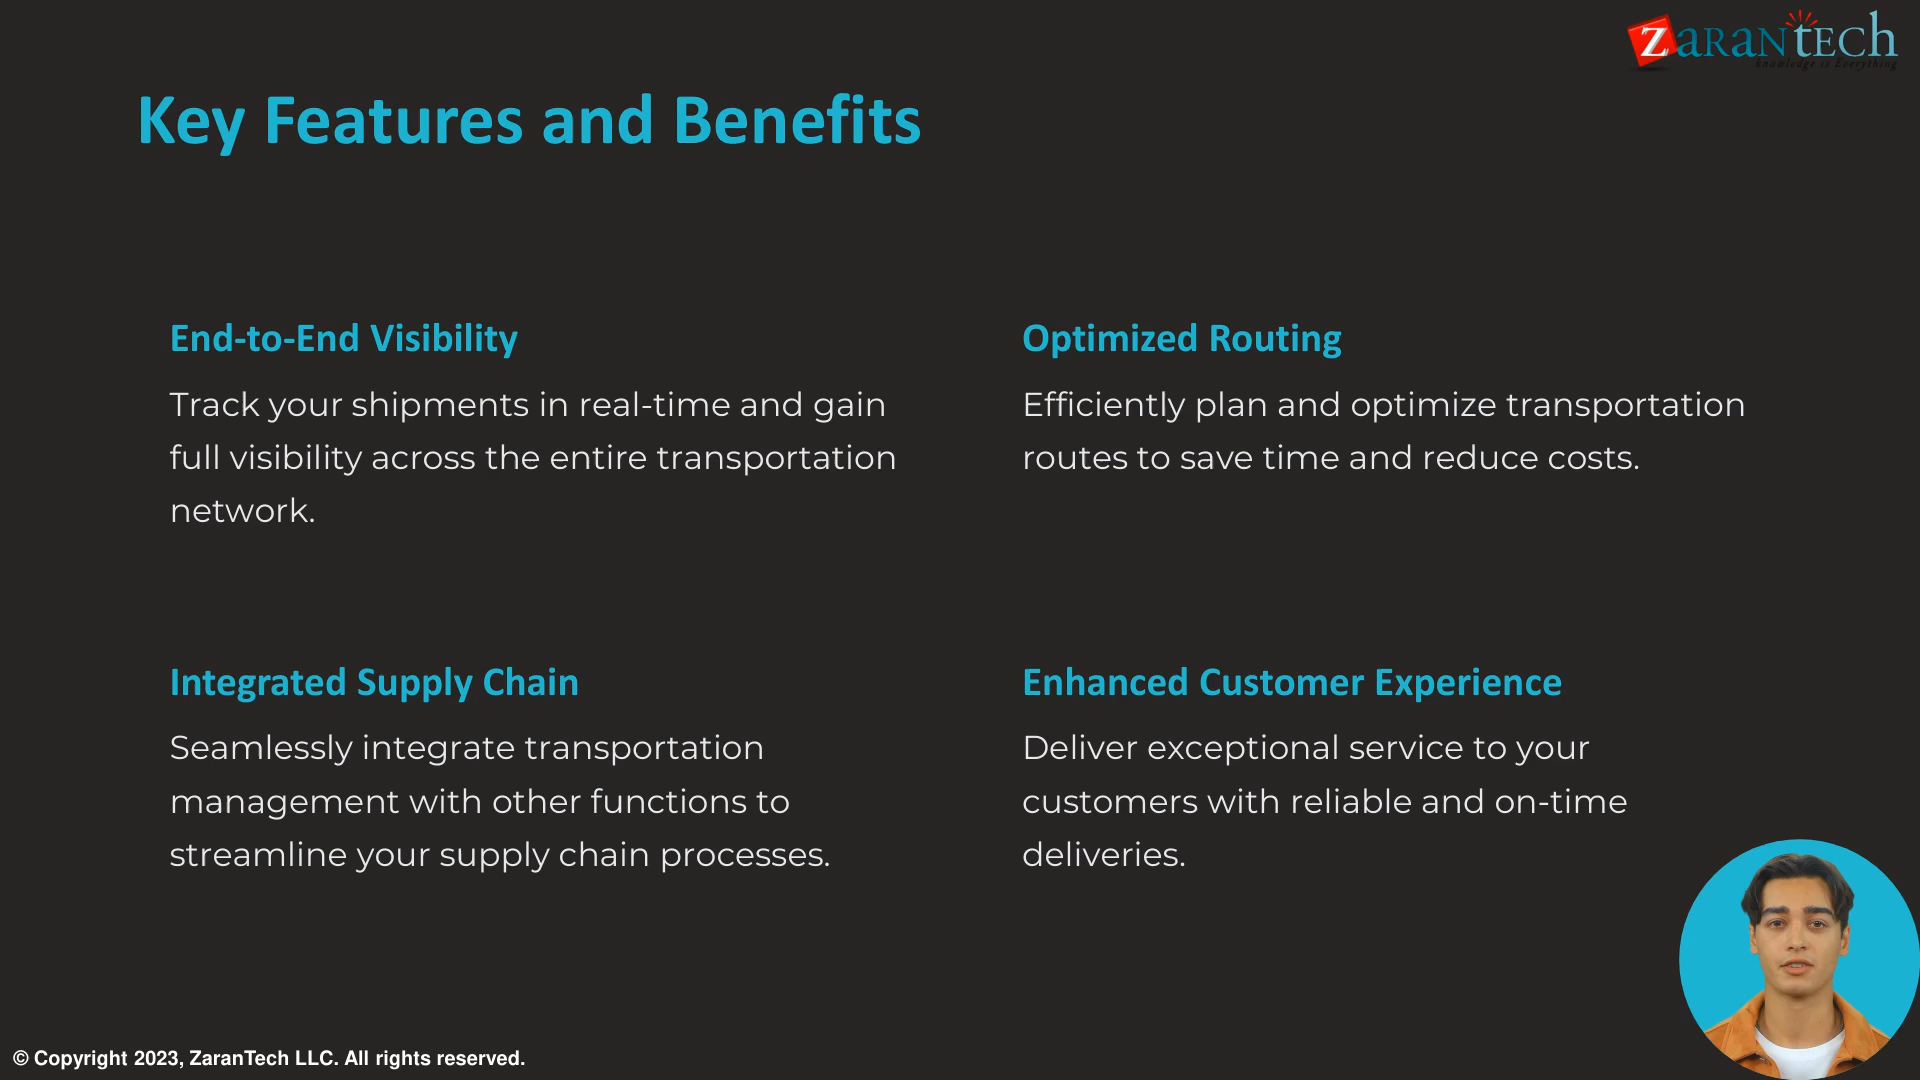 ZaranTech
knowledge is Everything
Key Features and Benefits
End-to-End Visibility
Track your shipments in real-time and gain
full visibility across the entire transportation
network.
Optimized Routing
Efficiently plan and optimize transportation
routes to save time and reduce costs.
Integrated Supply Chain
Seamlessly integrate transportation
management with other functions to
streamline your supply chain processes.
Enhanced Customer Experience
Deliver exceptional service to your
customers with reliable and on-time
deliveries.
© Copyright 2023, ZaranTech LLC. All rights reserved.